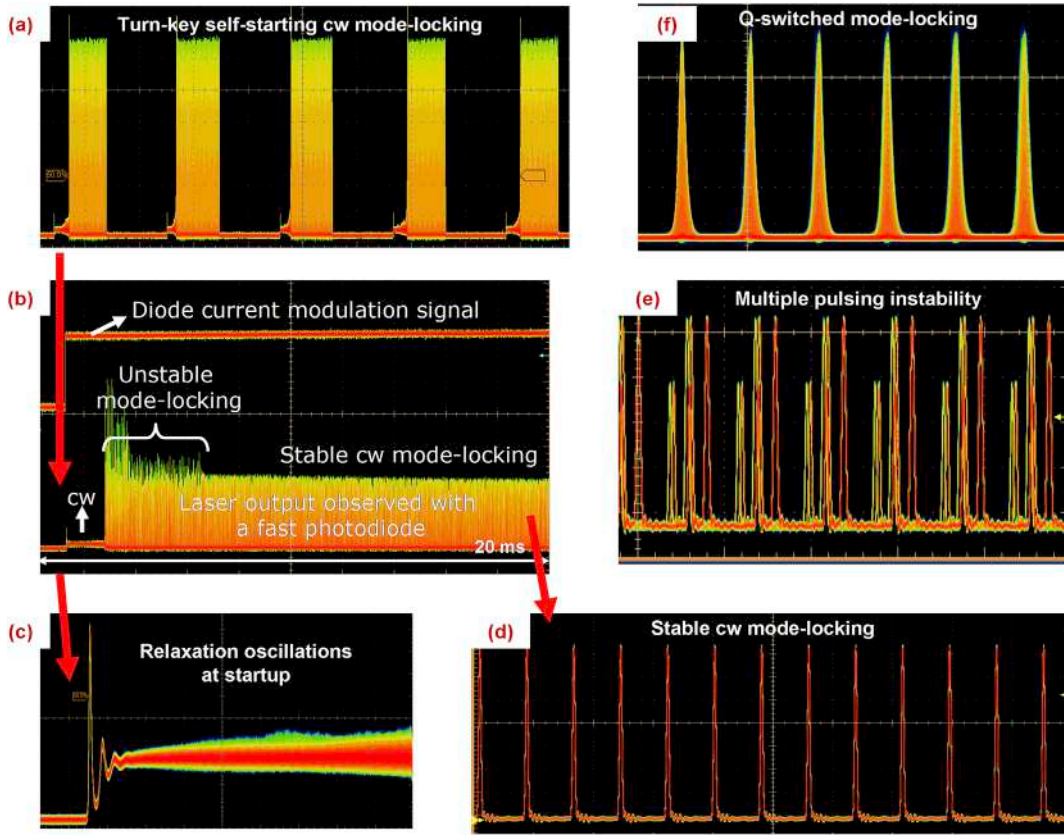 (a)
Turn-key self-starting cw mode-locking
(f)
Q-switched mode-locking
(b)
Diode current modulation signal
Unstable
mode-locking
Stable cw mode-locking
cw
Laser output observed with
a fast photodiode
20 ms
(e)
Multiple pulsing instability
(c)
Relaxation oscillations
at startup
(d)
Stable cw mode-locking